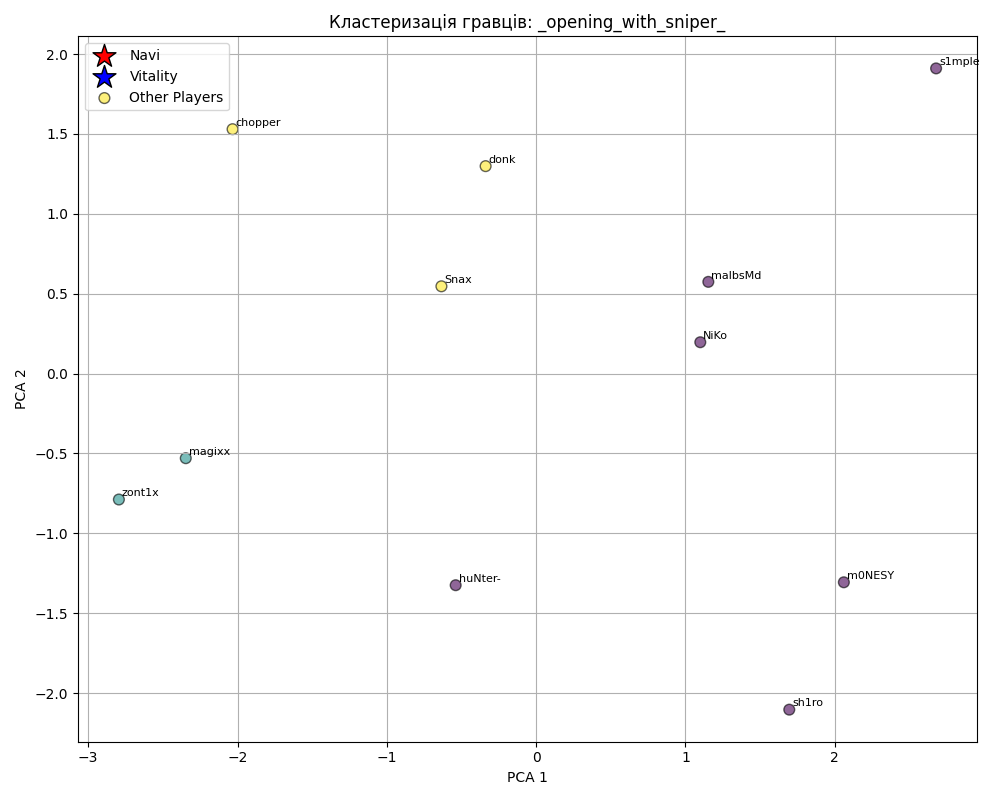 Кластеризація гравців: _opening_with_sniper_
Navi
Vitality
Other Players
s1mple
chopper
donk
malbsMd
Snax
NiKo
magixx
zont1x
huNter-
m0NESY
sh1ro
2.0
1.5
1.0
0.5
0.0
−0.5
−1.0
−1.5
−2.0
PCA 2
−3
−2
−1
0
1
2
PCA 1